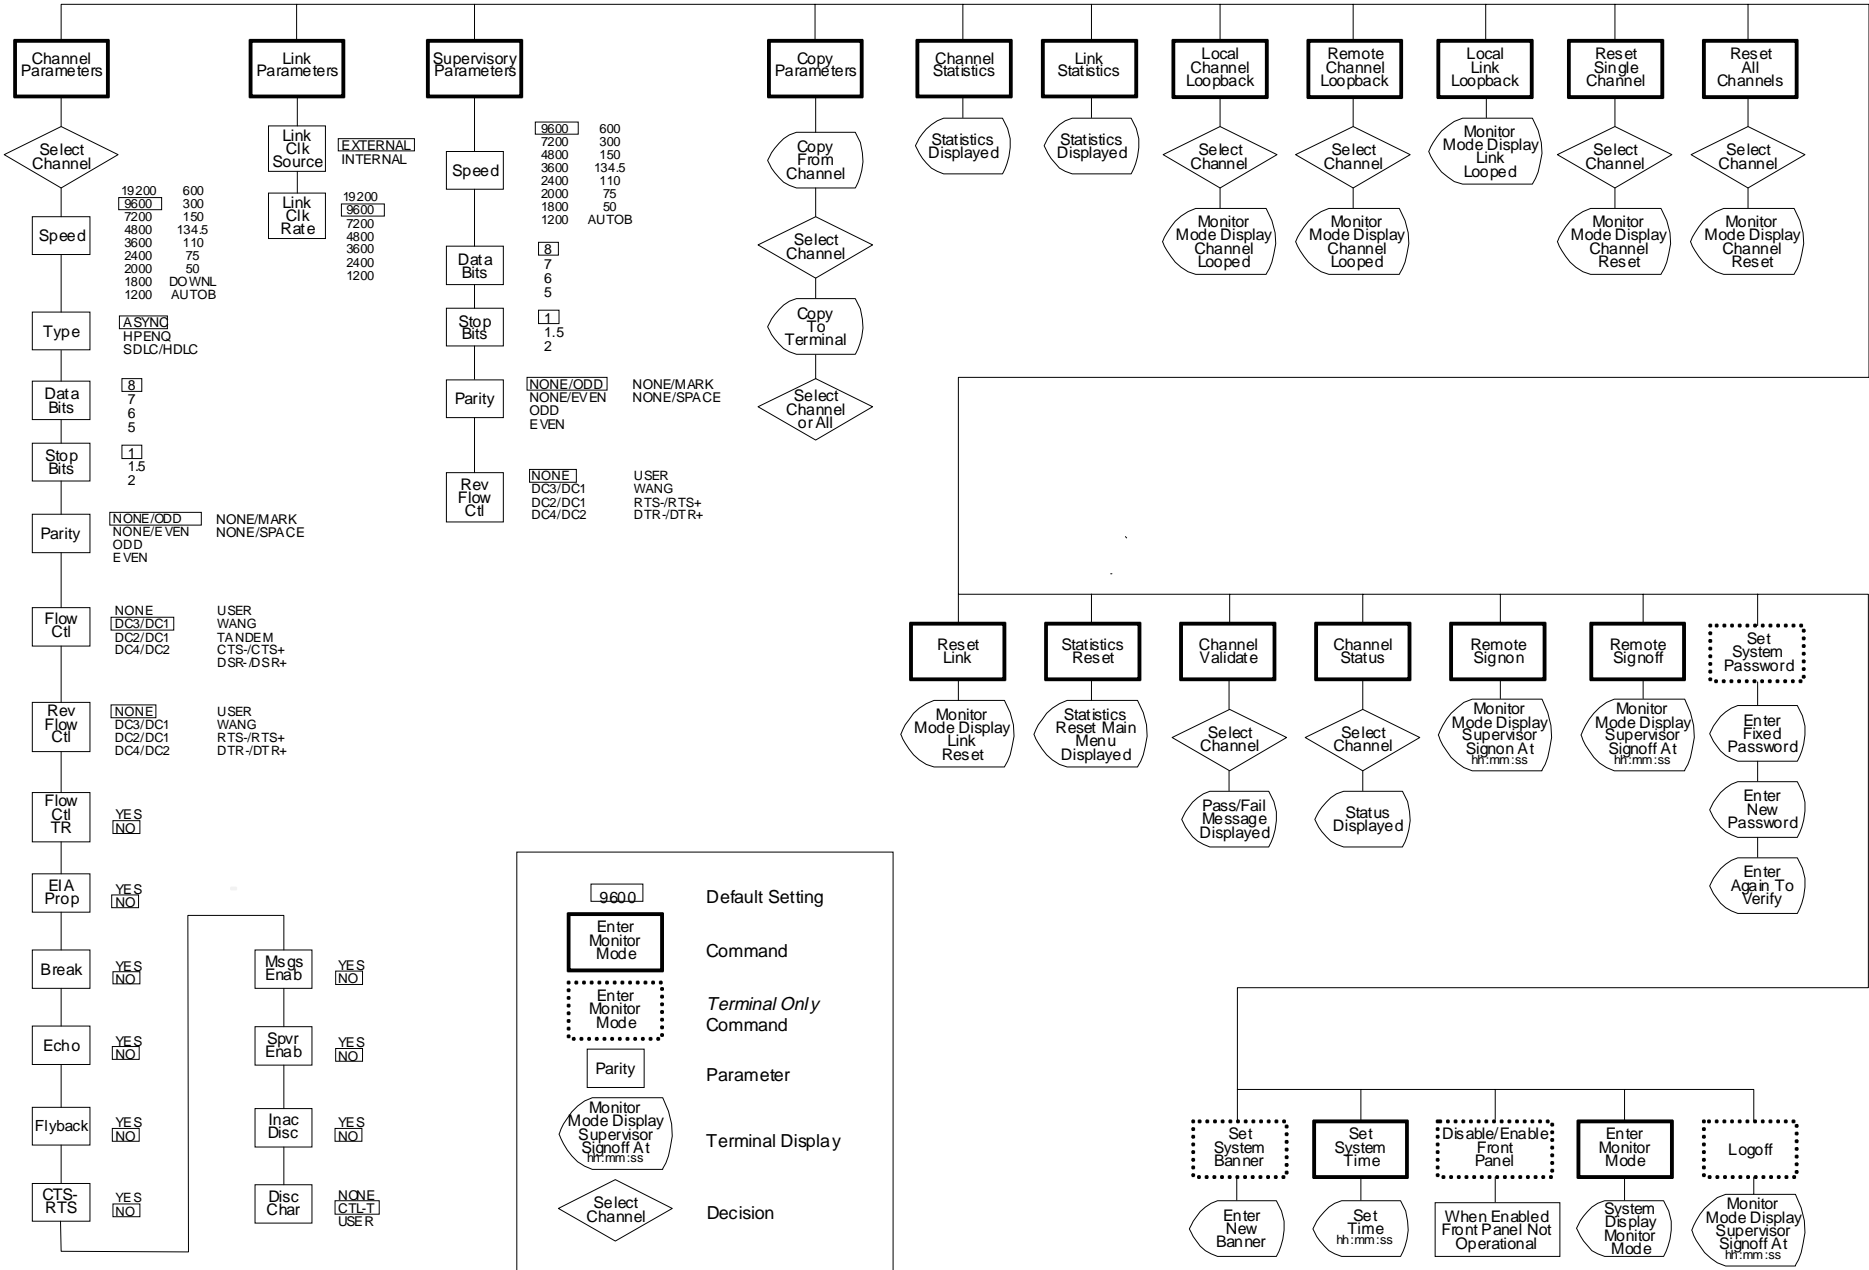 Channel
Parameters
Link
Parameters
Supervisory
Parameters
Copy
Parameters
Channel
Statistics
Link
Statistics
Local
Channel
Loopback
Remote
Channel
Loopback
Local
Link
Loopback
Reset
Single
Channel
Reset
All
Channels
Select
Channel
Speed
19200 600
9600 300
7200 150
4800 134.5
3600 110
2400 75
2000 50
1800 DOWNL
1200 AUTOB
Type
ASYNC
HPENQ
SDLC/HDLC
Data
Bits
8
7
6
5
Stop
Bits
1
1.5
2
Parity
NONE/ODD NONE/MARK
NONE/EVEN NONE/SPACE
ODD
EVEN
Flow
Ctl
NONE USER
DC3/DC1 WANG
DC2/DC1 TANDEM
DC4/DC2 CTS-/CTS+
DSR-/DSR+
Rev
Flow
Ctl
NONE USER
DC3/DC1 WANG
DC2/DC1 RTS-/RTS+
DC4/DC2 DTR-/DTR+
Flow
Ctl
TR
YES
NO
EIA
Prop
YES
NO
Break
YES
NO
Echo
YES
NO
Flyback
YES
NO
CTS-
RTS
YES
NO
Msgs
Enab
YES
NO
Spvr
Enab
YES
NO
Inac
Disc
YES
NO
Disc
Char
NONE
CTL-T
USER
Link
Clk
Source
EXTERNAL
INTERNAL
Link
Clk
Rate
19200
9600
7200
4800
3600
2400
1200
Speed
9600 600
7200 300
4800 150
3600 134.5
2400 110
2000 75
1800 50
1200 AUTOB
Data
Bits
8
7
6
5
Stop
Bits
1
1.5
2
Parity
NONE/ODD NONE/MARK
NONE/EVEN NONE/SPACE
ODD
EVEN
Rev
Flow
Ctl
NONE USER
DC3/DC1 WANG
DC2/DC1 RTS-/RTS+
DC4/DC2 DTR-/DTR+
Copy
From
Channel
Select
Channel
Copy
To
Terminal
Select
Channel
or All
Statistics
Displayed
Statistics
Displayed
Select
Channel
Monitor
Mode Display
Channel
Looped
Select
Channel
Monitor
Mode Display
Channel
Looped
Monitor
Mode Display
Link
Looped
Select
Channel
Monitor
Mode Display
Channel
Reset
Select
Channel
Monitor
Mode Display
Channel
Reset
Reset
Link
Monitor
Mode Display
Link
Reset
Statistics
Reset
Statistics
Reset Main
Menu
Displayed
Channel
Validate
Select
Channel
Pass/Fail
Message
Displayed
Channel
Status
Select
Channel
Status
Displayed
Remote
Signon
Monitor
Mode Display
Supervisor
Signon At
hh:mm:ss
Remote
Signoff
Monitor
Mode Display
Supervisor
Signoff At
hh:mm:ss
Set
System
Password
Enter
Fixed
Password
Enter
New
Password
Enter
Again To
Verify
9600
Default Setting
Enter
Monitor
Mode
Command
Enter
Monitor
Mode
Terminal Only
Command
Parity
Parameter
Monitor
Mode Display
Supervisor
Signoff At
hh:mm:ss
Terminal Display
Select
Channel
Decision
Set
System
Banner
Enter
New
Banner
Set
System
Time
Set
Time
hh:mm:ss
Disable/Enable
Front
Panel
When Enabled
Front Panel Not
Operational
Enter
Monitor
Mode
System
Display
Monitor
Mode
Logoff
Monitor
Mode Display
Supervisor
Signoff At
hh:mm:ss